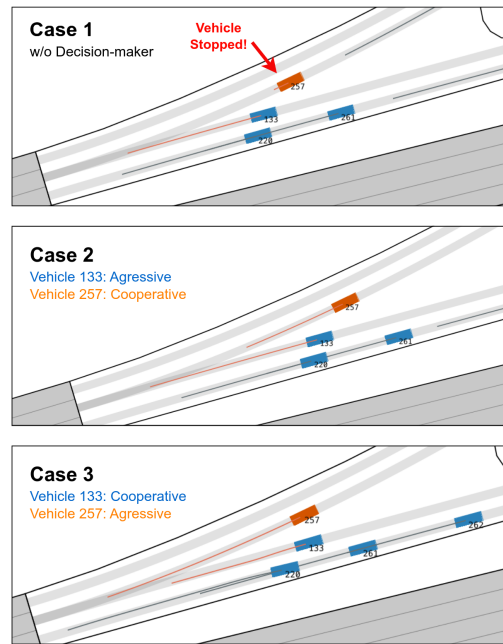 Case 1
w/o Decision-maker
Vehicle
Stopped!
257
133
261
220
Case 2
Vehicle 133: Agressive
Vehicle 257: Cooperative
257
133
261
220
Case 3
Vehicle 133: Cooperative
Vehicle 257: Agressive
257
262
133
261
220